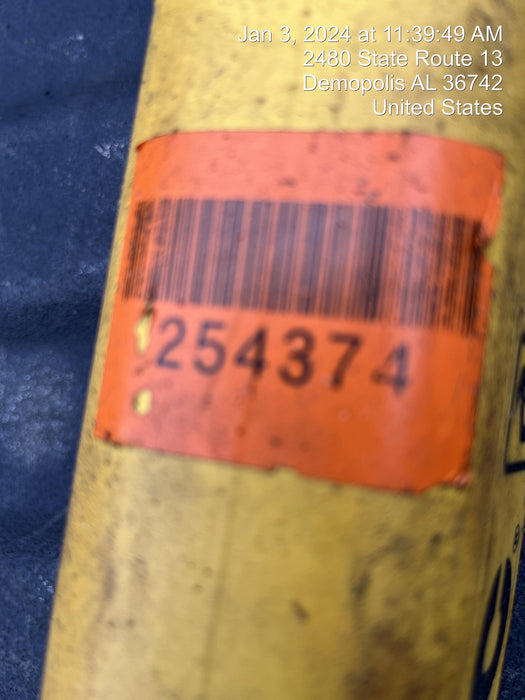 Jan 3, 2024 at 11:39:49 AM
2480 State Route 13
Demopolis AL 36742
United States
254374